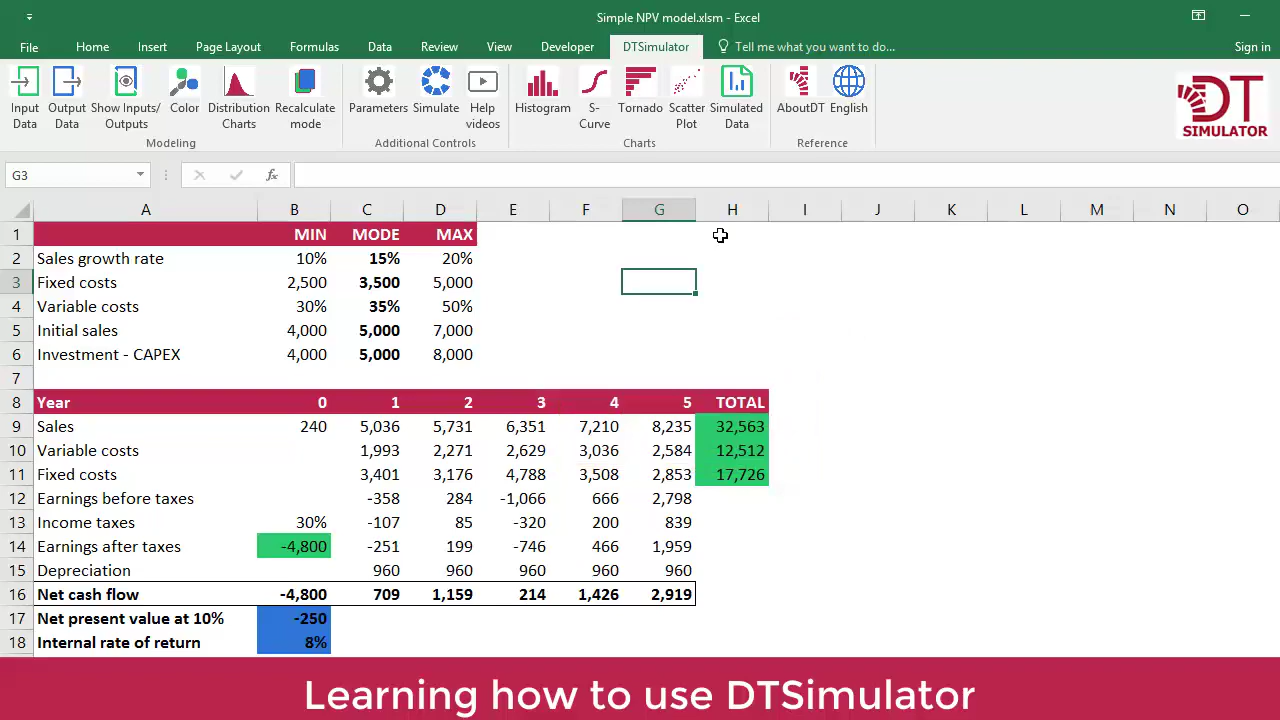 Simple NPV model.xlsm - Excel
File Home Insert Page Layout Formulas Data Review View Developer DTSimulator Tell me what you want to do... Sign in
Input Data
Output Data
Show Inputs/ Outputs
Color
Distribution Charts
Recalculate mode
Parameters
Simulate
Help videos
Histogram
S- Curve
Tornado
Scatter Plot
Simulated Data
AboutDT
English
DT
SIMULATOR
Modeling Additional Controls Charts Reference
G3 fx
A B C D E F G H I J K L M N O
1 MIN MODE MAX
2 Sales growth rate 10% 15% 20%
3 Fixed costs 2,500 3,500 5,000
4 Variable costs 30% 35% 50%
5 Initial sales 4,000 5,000 7,000
6 Investment - CAPEX 4,000 5,000 8,000
7
8 Year 0 1 2 3 4 5 TOTAL
9 Sales 240 5,036 5,731 6,351 7,210 8,235 32,563
10 Variable costs 1,993 2,271 2,629 3,036 2,584 12,512
11 Fixed costs 3,401 3,176 4,788 3,508 2,853 17,726
12 Earnings before taxes -358 284 -1,066 666 2,798
13 Income taxes 30% -107 85 -320 200 839
14 Earnings after taxes -4,800 -251 199 -746 466 1,959
15 Depreciation 960 960 960 960 960
16 Net cash flow -4,800 709 1,159 214 1,426 2,919
17 Net present value at 10% -250
18 Internal rate of return 8%
Learning how to use DTSimulator